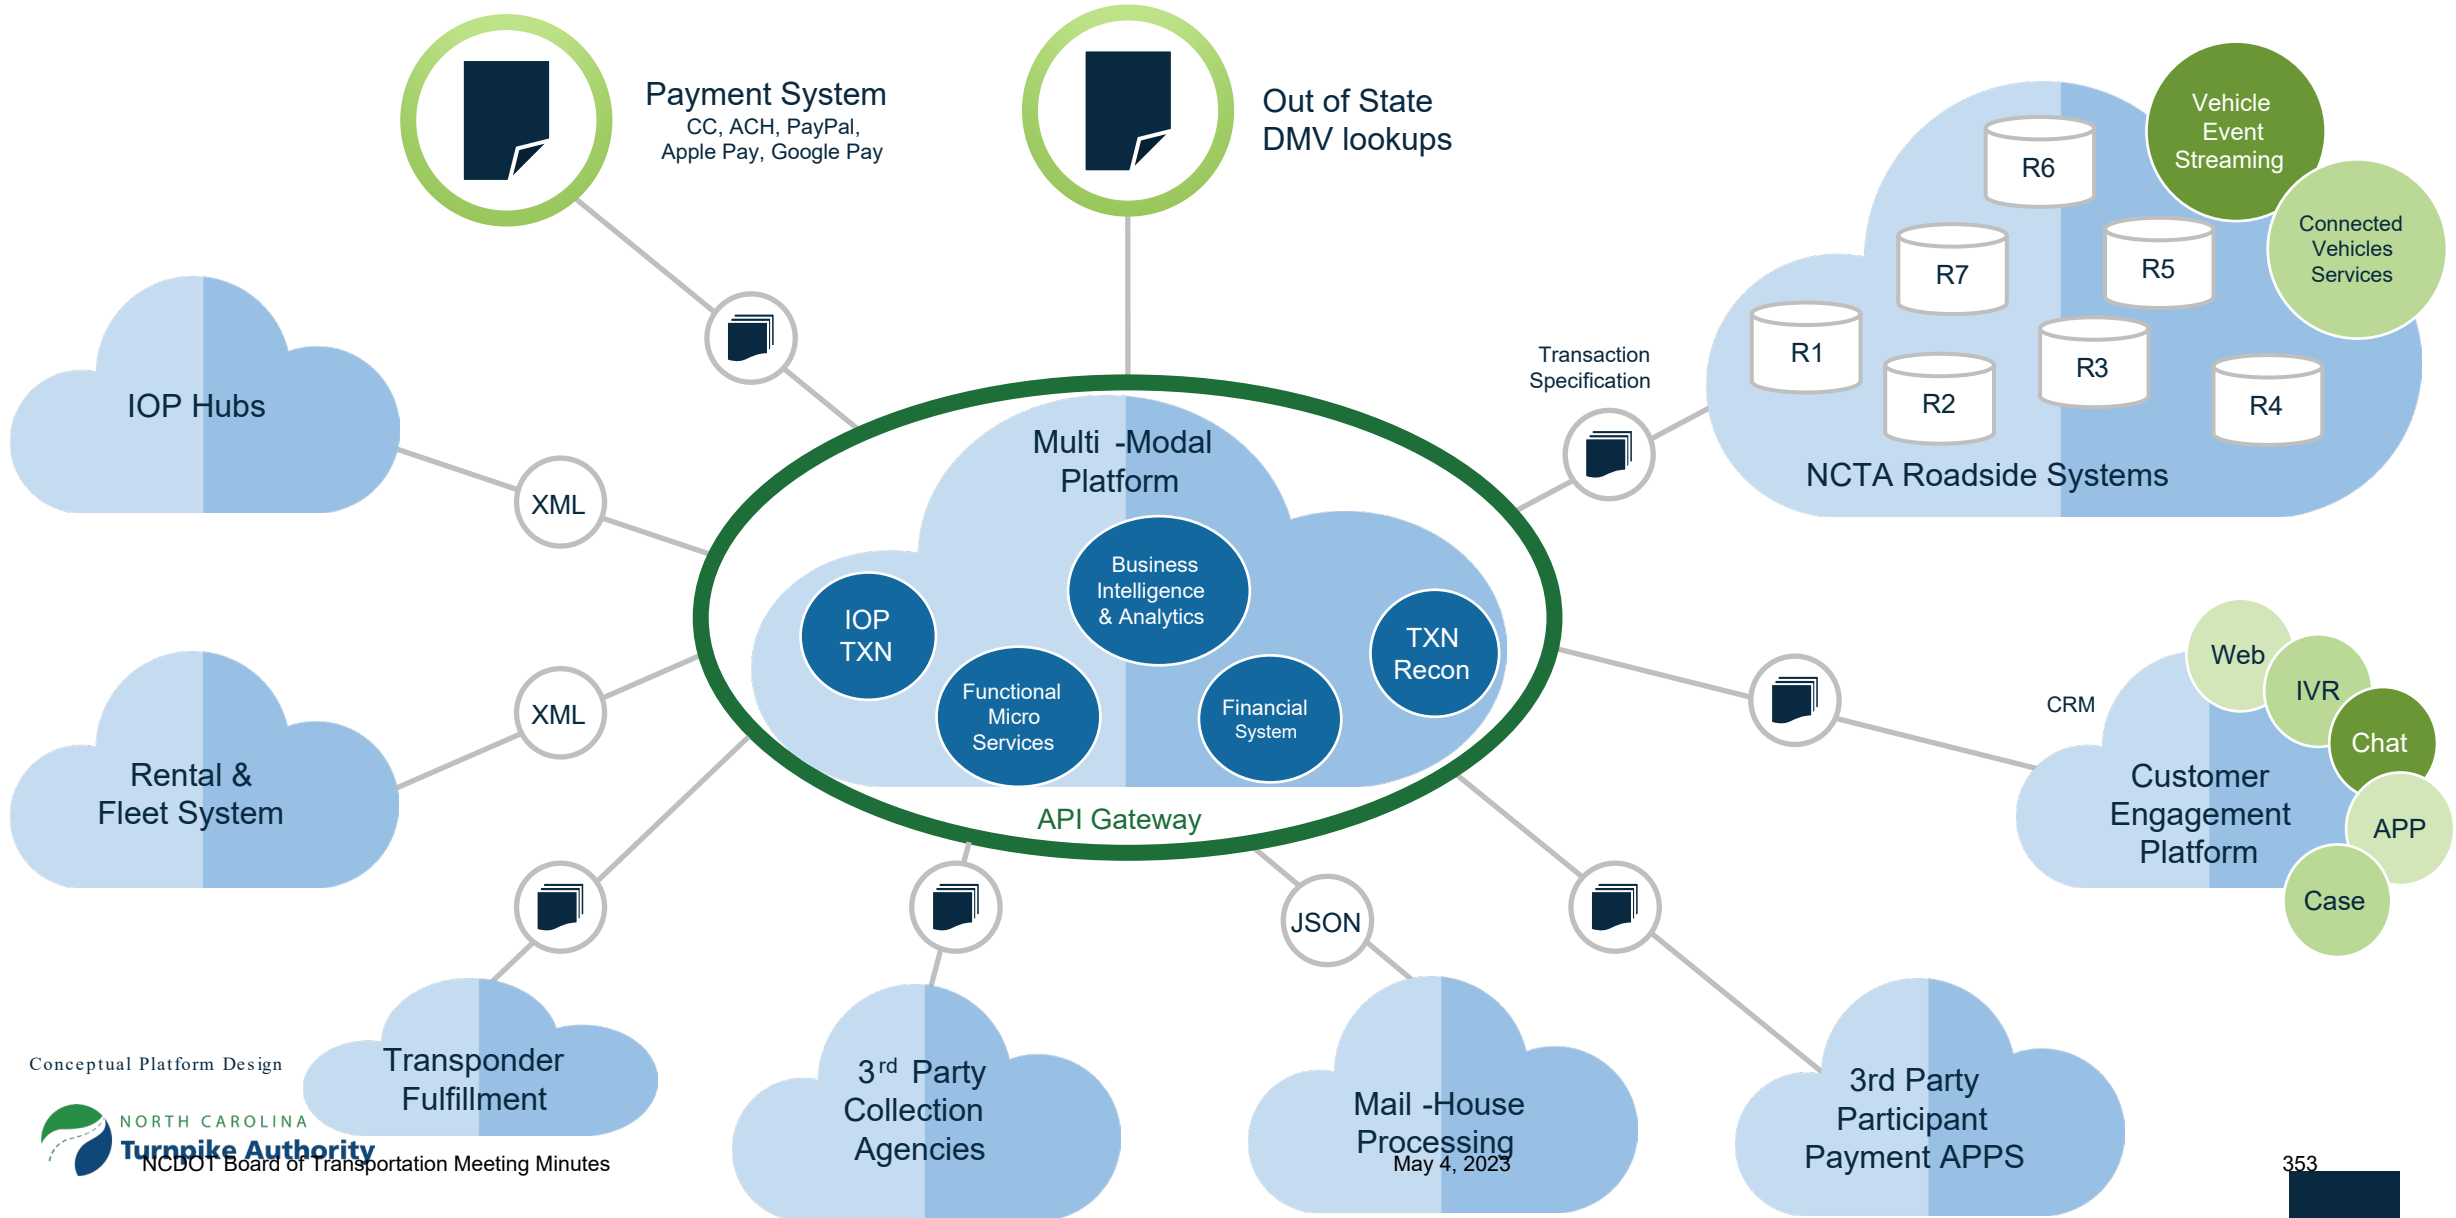 Payment System
CC, ACH, PayPal,
Apple Pay, Google Pay
Out of State
DMV lookups
Vehicle
Event
Streaming
Connected
Vehicles
Services
R6
R7
R5
R1
R2
R3
R4
NCTA Roadside Systems
Transaction
Specification
IOP Hubs
XML
Multi -Modal
Platform
Business
Intelligence
& Analytics
IOP
TXN
Functional
Micro
Services
Financial
System
TXN
Recon
API Gateway
Rental &
Fleet System
XML
CRM
Web
IVR
Chat
APP
Case
Customer
Engagement
Platform
JSON
Transponder
Fulfillment
3rd Party
Collection
Agencies
Mail -House
Processing
3rd Party
Participant
Payment APPS
Conceptual Platform Design
NORTH CAROLINA
Turnpike Authority
NCDOT Board of Transportation Meeting Minutes
May 4, 2023
353